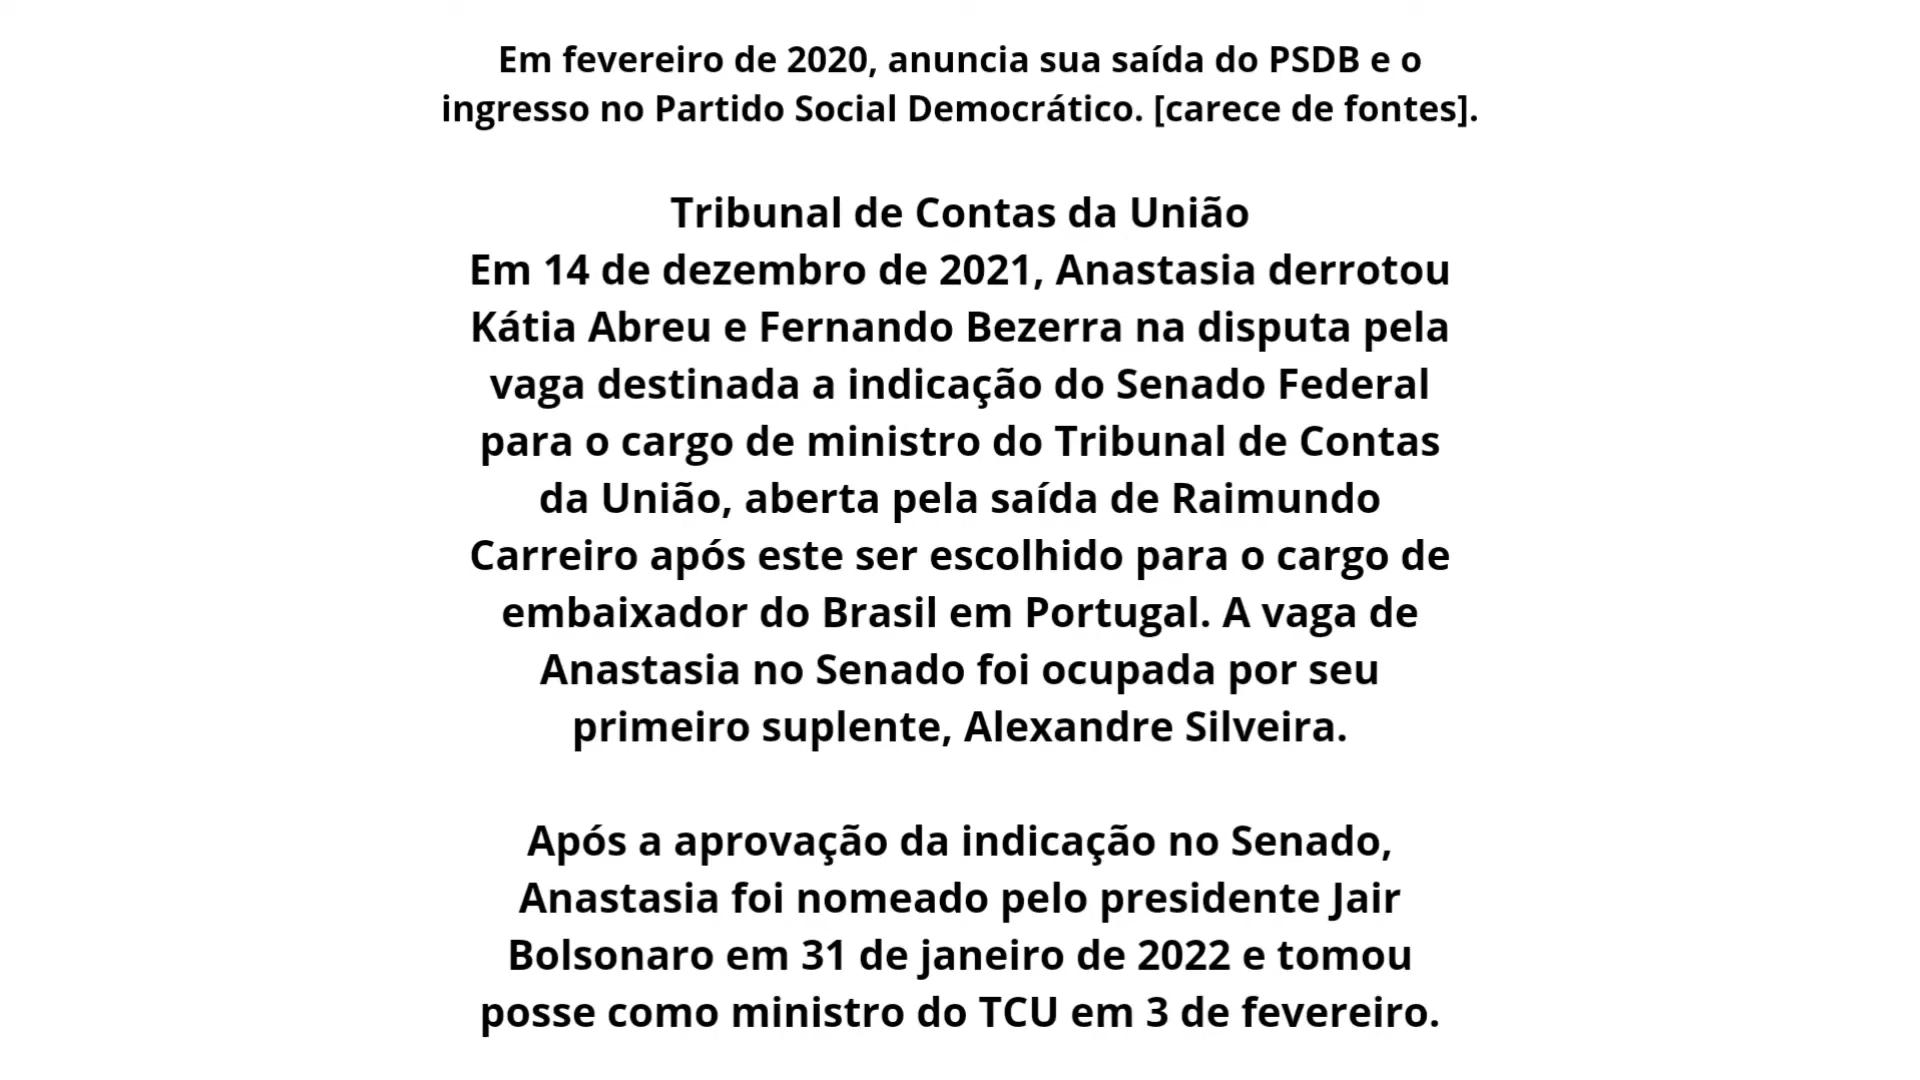 Em fevereiro de 2020, anuncia sua saída do PSDB e o
ingresso no Partido Social Democrático. [carece de fontes].
Tribunal de Contas da União
Em 14 de dezembro de 2021, Anastasia derrotou
Kátia Abreu e Fernando Bezerra na disputa pela
vaga destinada a indicação do Senado Federal
para o cargo de ministro do Tribunal de Contas
da União, aberta pela saída de Raimundo
Carreiro após este ser escolhido para o cargo de
embaixador do Brasil em Portugal. A vaga de
Anastasia no Senado foi ocupada por seu
primeiro suplente, Alexandre Silveira.
Após a aprovação da indicação no Senado,
Anastasia foi nomeado pelo presidente Jair
Bolsonaro em 31 de janeiro de 2022 e tomou
posse como ministro do TCU em 3 de fevereiro.